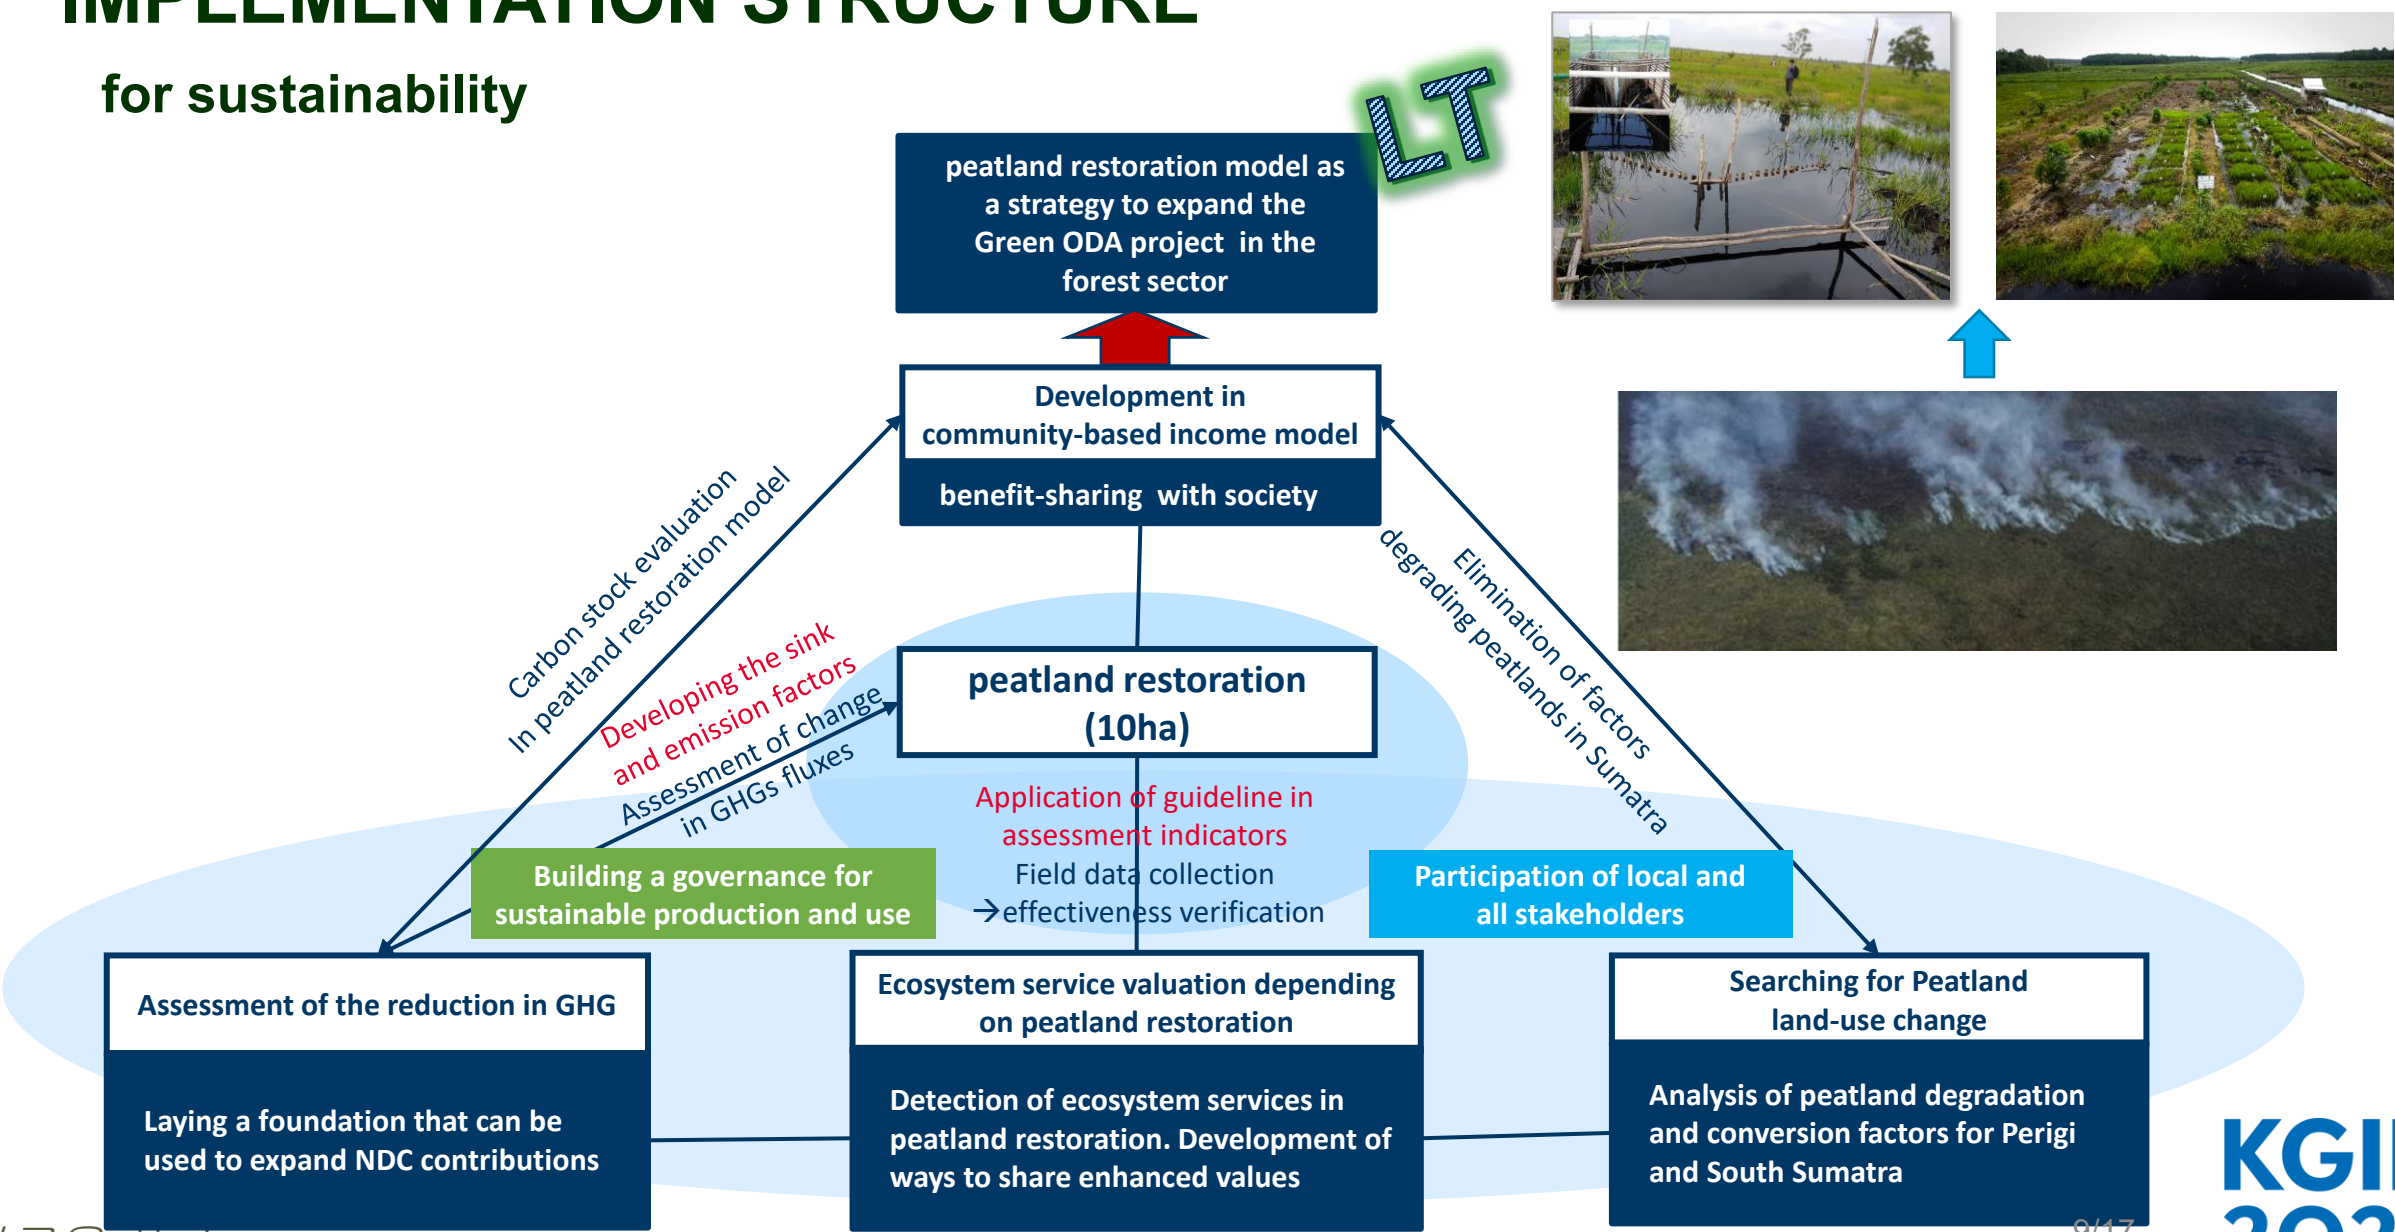 IMPLEMENTATION STRUCTURE
for sustainability
LT
peatland restoration model as
a strategy to expand the
Green ODA project in the
forest sector
Development in
community-based income model
benefit-sharing with society
Carbon stock evaluation
In peatland restoration model
Developing the sink
and emission factors
Assessment of change
in GHGs fluxes
Elimination of factors
degrading peatlands in Sumatra
peatland restoration
(10ha)
Application of guideline in
assessment indicators
Field data collection
→effectiveness verification
Building a governance for
sustainable production and use
Participation of local and
all stakeholders
Assessment of the reduction in GHG
Laying a foundation that can be
used to expand NDC contributions
Ecosystem service valuation depending
on peatland restoration
Detection of ecosystem services in
peatland restoration. Development of
ways to share enhanced values
Searching for Peatland
land-use change
Analysis of peatland degradation
and conversion factors for Perigi
and South Sumatra
KGI
202
9/17